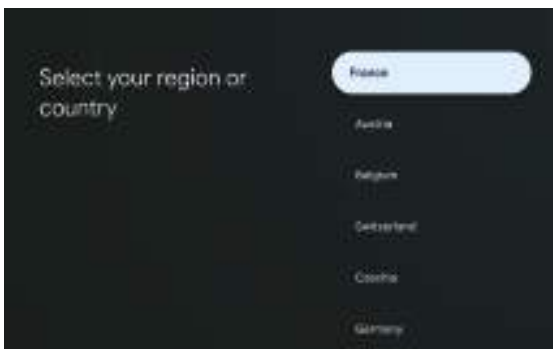 Select your region or
country
France
Austria
Belgium
Switzerland
Czechia
Germany